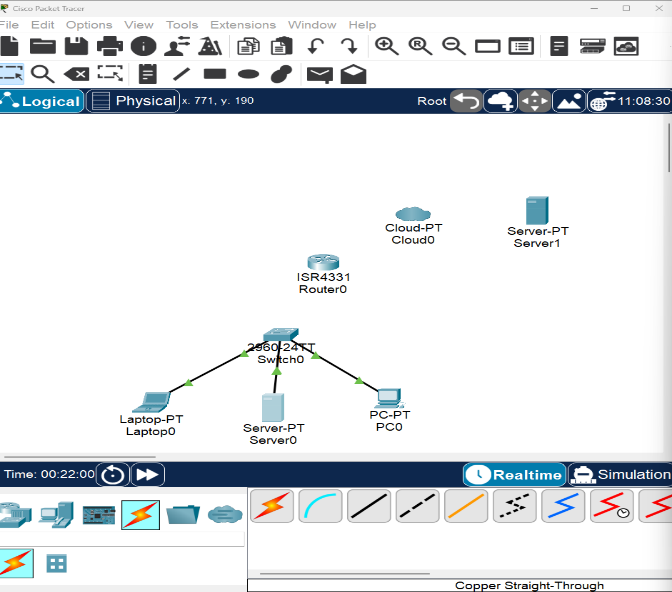 Cisco Packet Tracer
File Edit Options View Tools Extensions Window Help
Logical Physical x: 771, y: 190 Root 11:08:30
Cloud-PT
Cloud0
Server-PT
Server1
ISR4331
Router0
2960-24TT
Switch0
Laptop-PT
Laptop0
Server-PT
Server0
PC-PT
PC0
Time: 00:22:00 Realtime Simulation
Copper Straight-Through